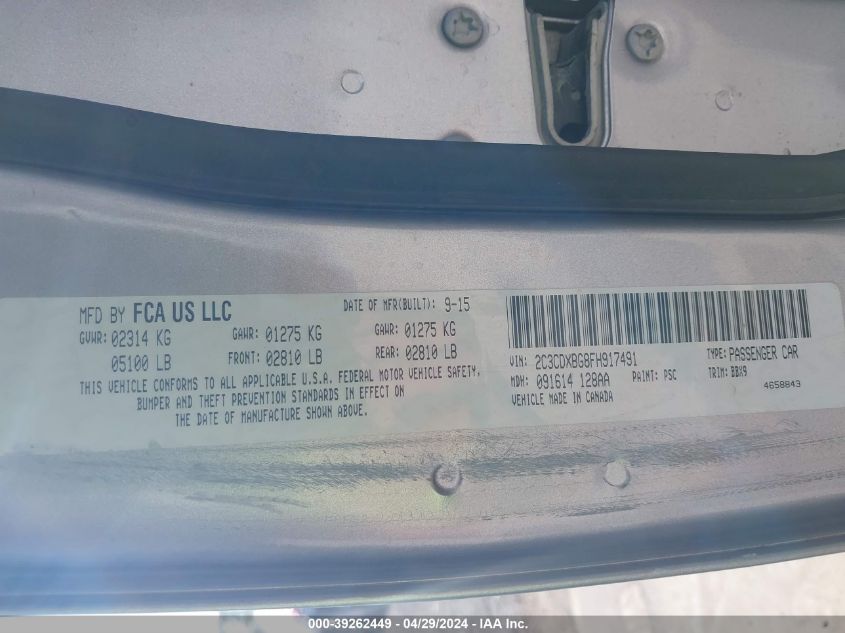 MFD BY FCA US LLC
DATE OF MFR(BUILT): 9-15
GVWR: 02314 KG
GAWR: 01275 KG
GAWR: 01275 KG
05100 LB
FRONT: 02810 LB
REAR: 02810 LB
THIS VEHICLE CONFORMS TO ALL APPLICABLE U.S.A. FEDERAL MOTOR VEHICLE SAFETY,
BUMPER AND THEFT PREVENTION STANDARDS IN EFFECT ON
THE DATE OF MANUFACTURE SHOWN ABOVE.
VIN: 2C3CDXBG8FH917491
TYPE: PASSENGER CAR
MDH: 091614 128AA
PAINT: PSC
TRIM: BBX9
VEHICLE MADE IN CANADA
4658843
000-39262449 - 04/29/2024 - IAA Inc.